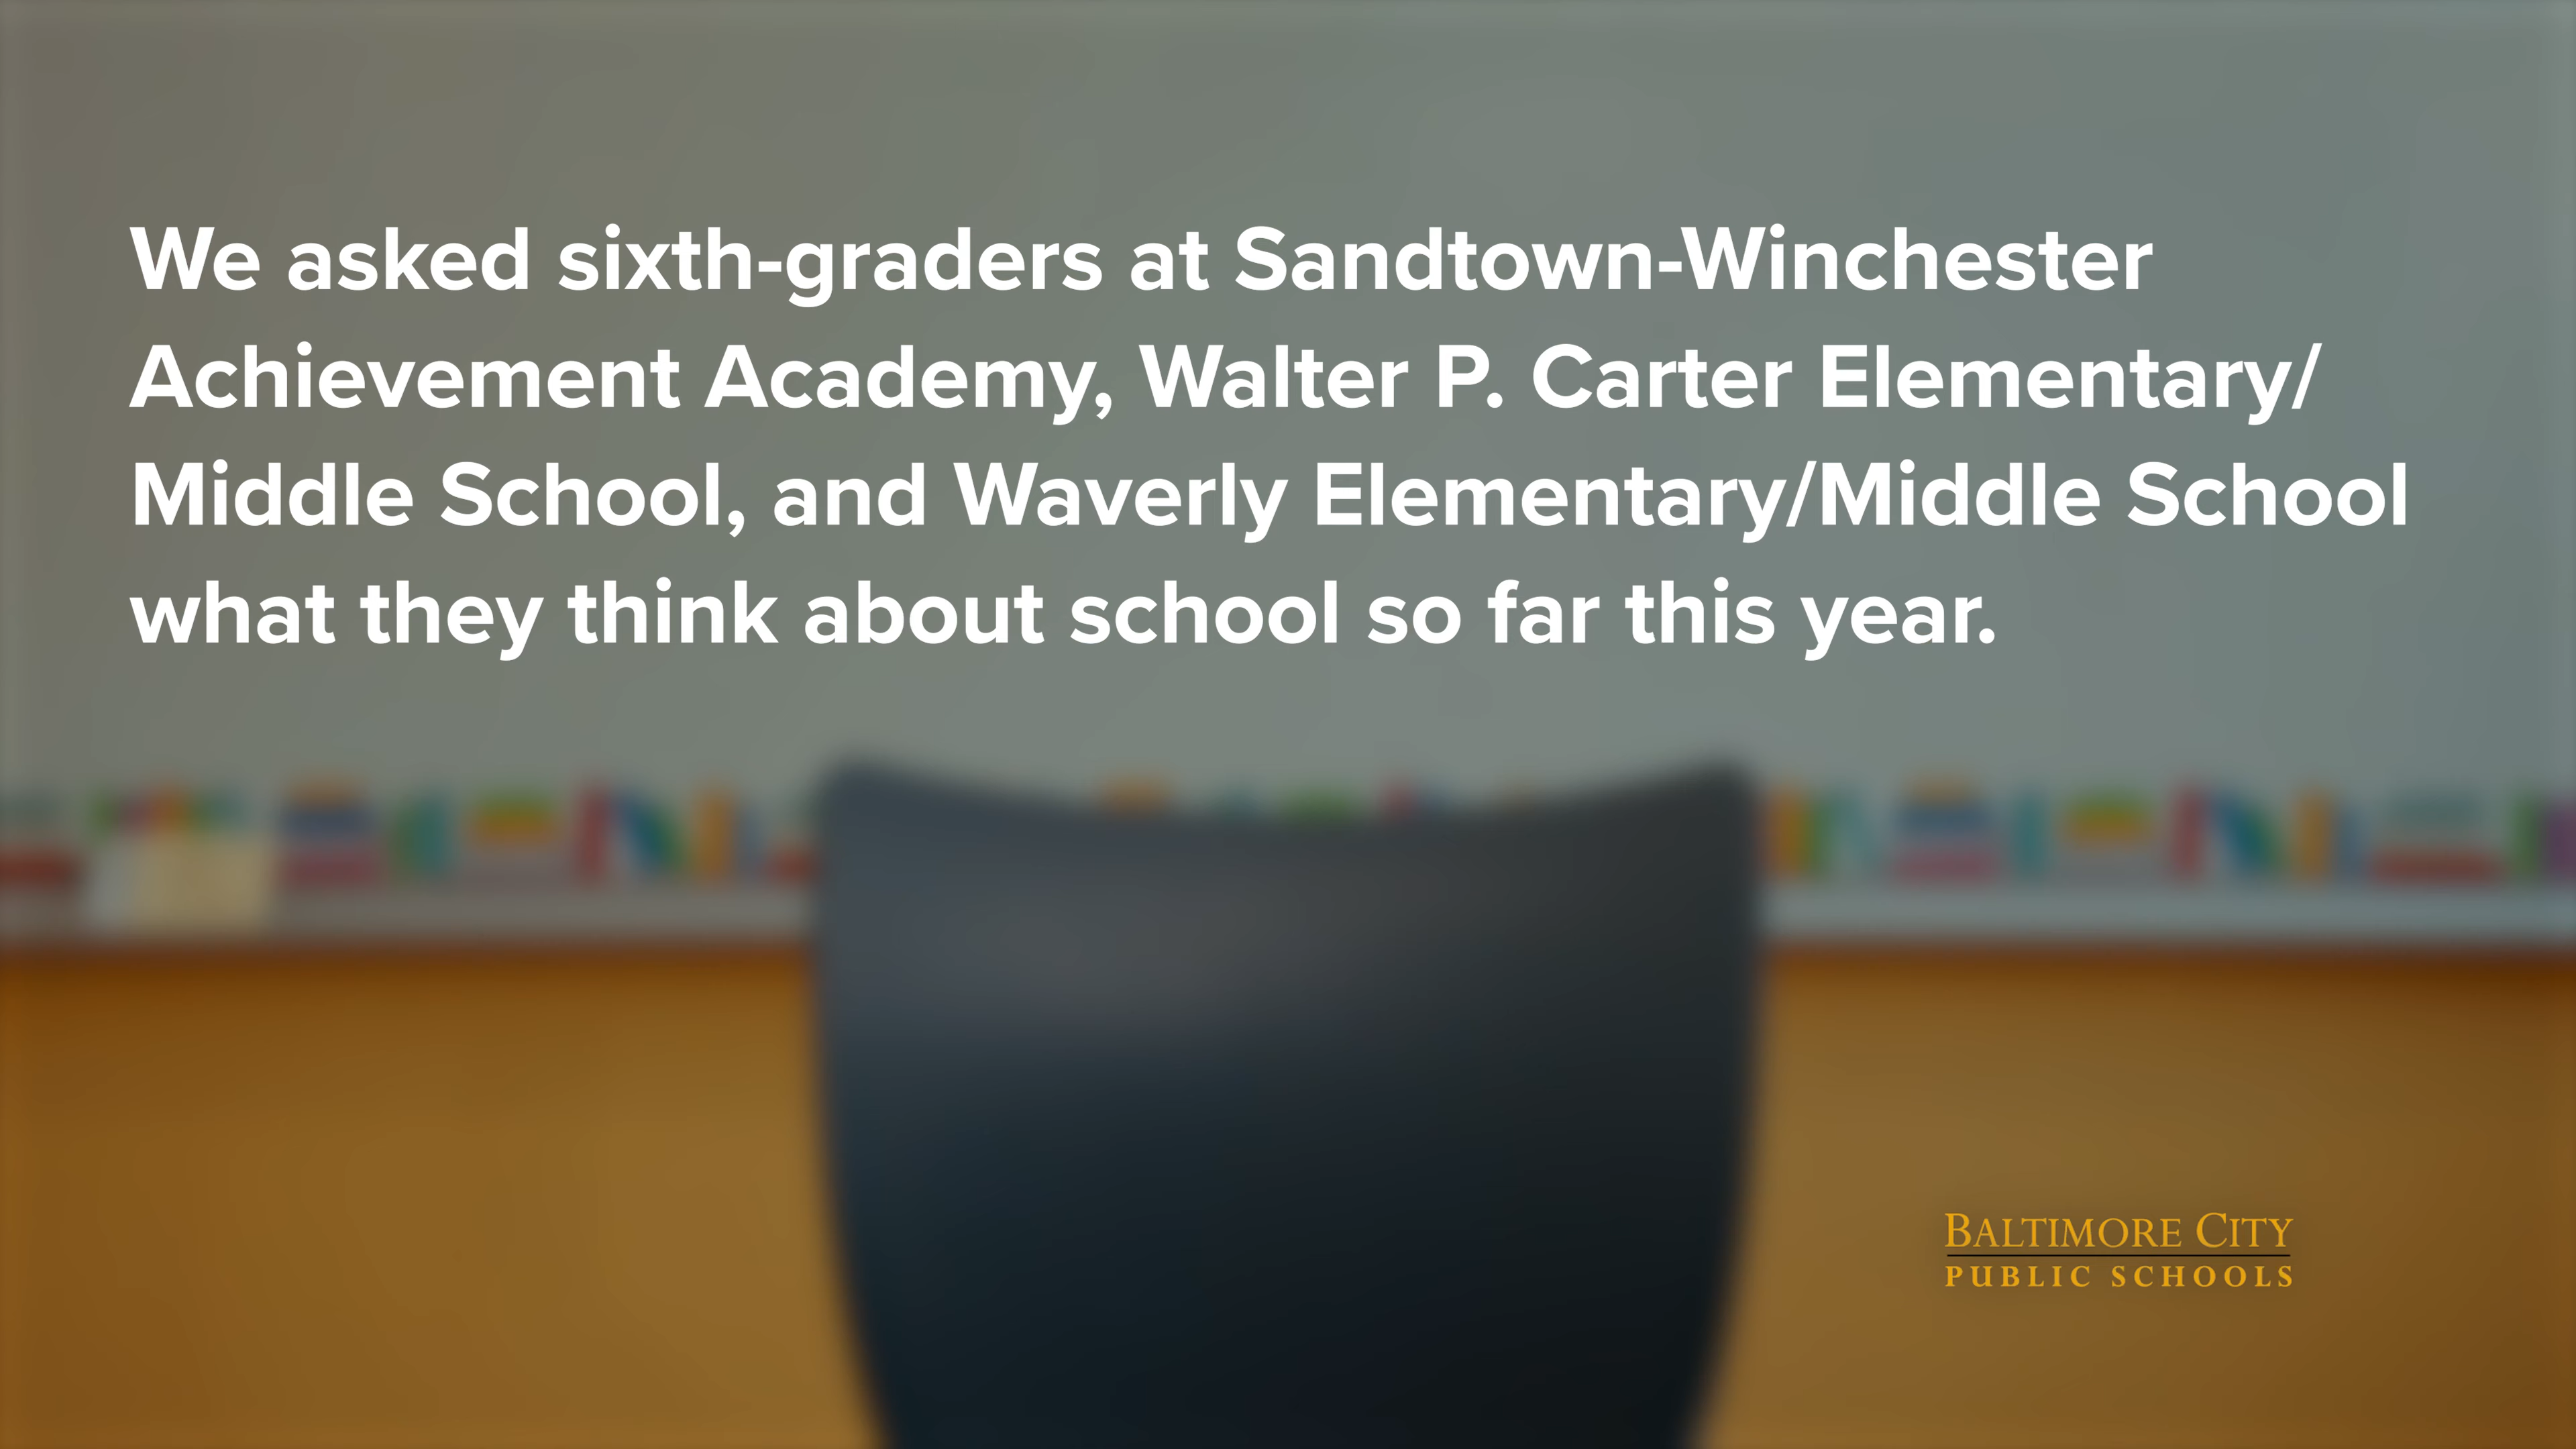 We asked sixth-graders at Sandtown-Winchester
Achievement Academy, Walter P. Carter Elementary/
Middle School, and Waverly Elementary/Middle School
what they think about school so far this year.
BALTIMORE CITY
PUBLIC SCHOOLS